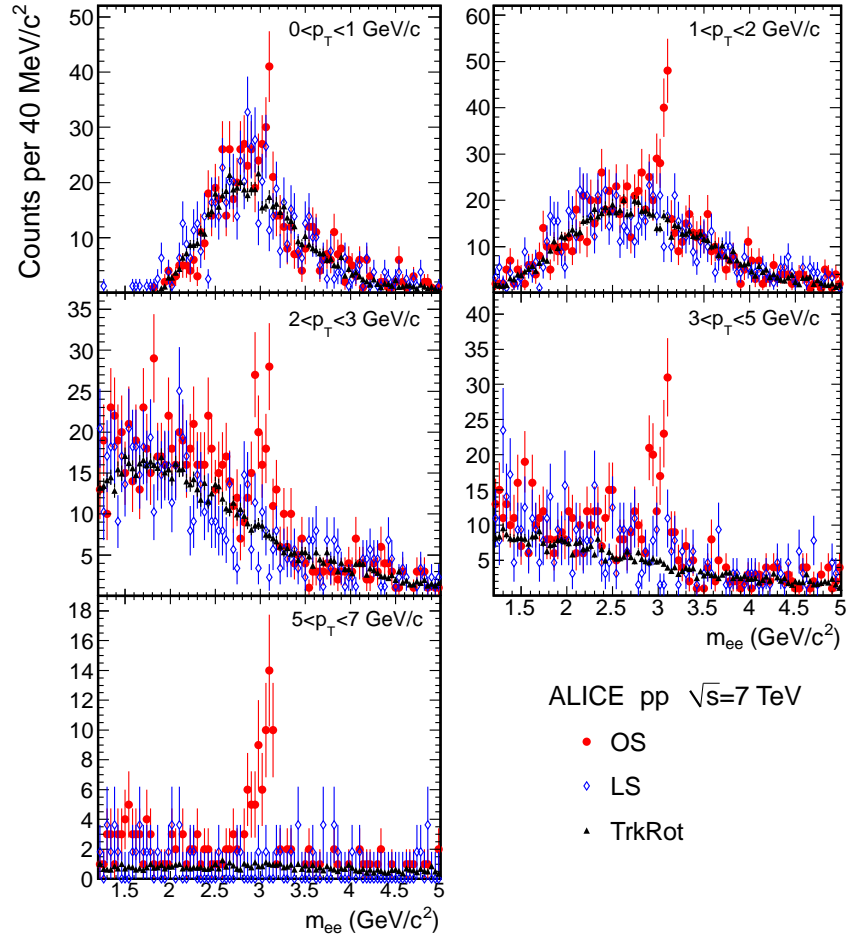 Counts per 40 MeV/c²
0<p_T<1 GeV/c
50
40
30
20
10
1<p_T<2 GeV/c
60
50
40
30
20
10
2<p_T<3 GeV/c
35
30
25
20
15
10
5
3<p_T<5 GeV/c
40
35
30
25
20
15
10
5
1.5 2 2.5 3 3.5 4 4.5 5
m_ee (GeV/c²)
5<p_T<7 GeV/c
18
16
14
12
10
8
6
4
2
0
1.5 2 2.5 3 3.5 4 4.5 5
m_ee (GeV/c²)
ALICE pp √s=7 TeV
OS
LS
TrkRot